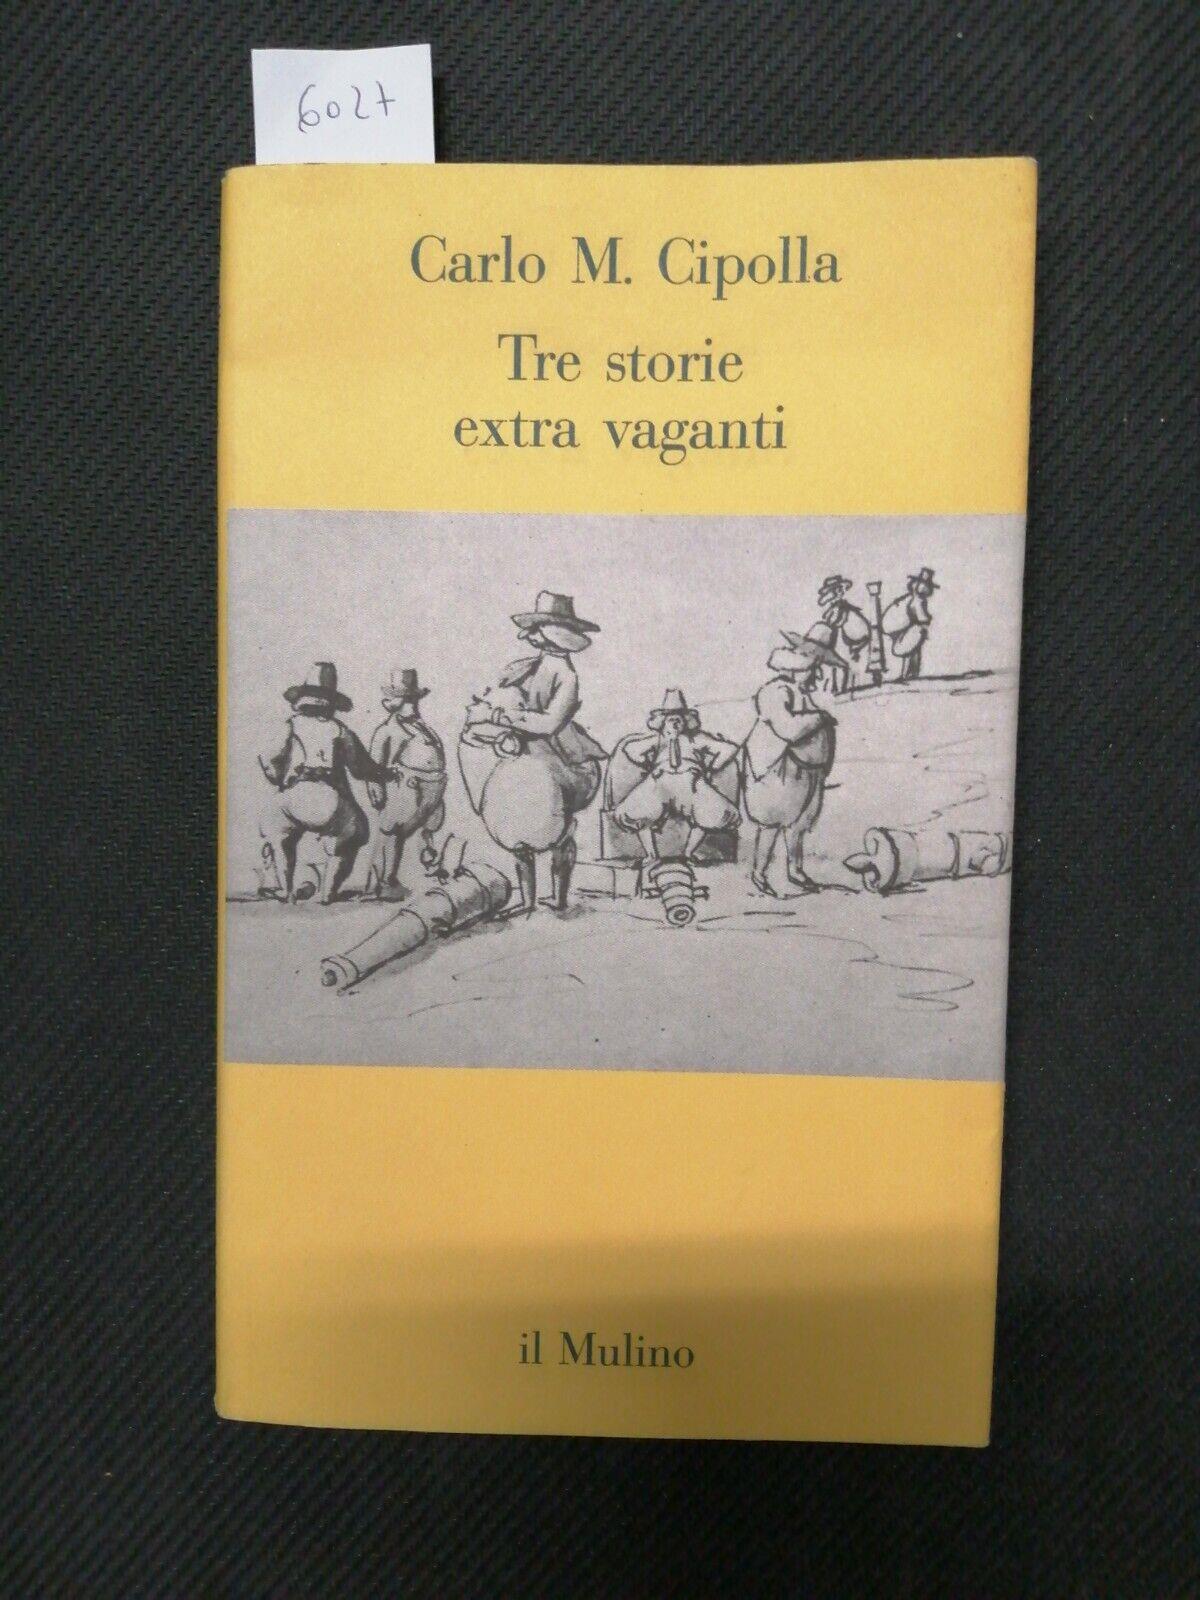 6027
Carlo M. Cipolla
Tre storie
extra vaganti
il Mulino